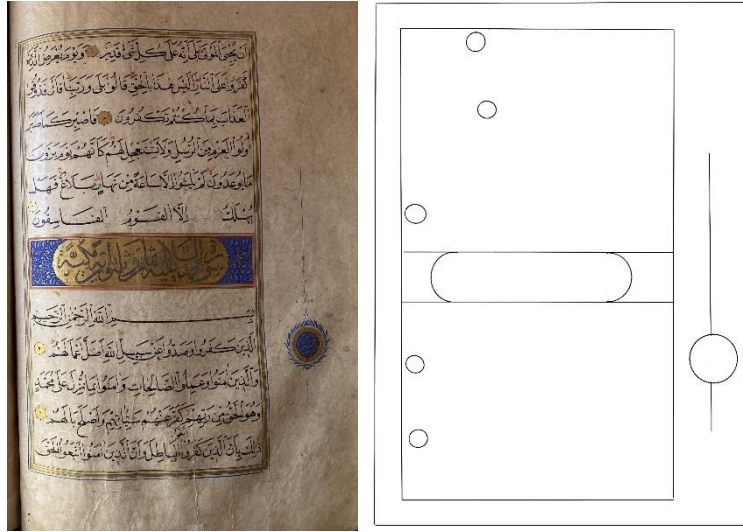 أن يحيي الموتى بلى إنه على كل شيء قدير ويوم يعرض الذين
كفروا على النار أليس هذا بالحق قالوا بلى وربنا قال فذوقوا
العذاب بما كنتم تكفرون فاصبر كما صبر
أولوا العزم من الرسل ولا تستعجل لهم كأنهم يوم يرون
ما يوعدون لم يلبثوا إلا ساعة من نهار بلاغ فهل
يهلك إلا القوم الفاسقون
سورة محمد
بسم الله الرحمن الرحيم
الذين كفروا وصدوا عن سبيل الله أضل أعمالهم
والذين آمنوا وعملوا الصالحات وآمنوا بما نزل على محمد
وهو الحق من ربهم كفر عنهم سيئاتهم وأصلح بالهم
ذلك بأن الذين كفروا اتبعوا الباطل وأن الذين آمنوا اتبعوا الحق